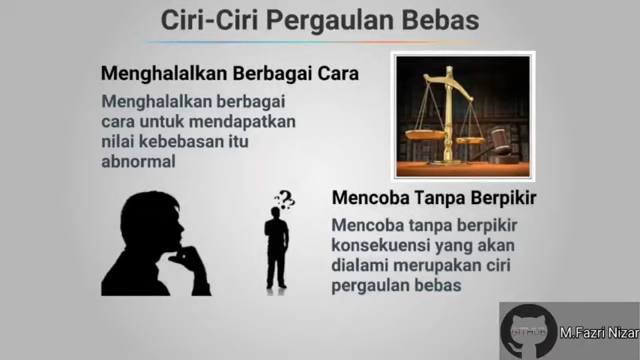 Ciri-Ciri Pergaulan Bebas
Menghalalkan Berbagai Cara
Menghalalkan berbagai
cara untuk mendapatkan
nilai kebebasan itu
abnormal
Mencoba Tanpa Berpikir
Mencoba tanpa berpikir
konsekuensi yang akan
dialami merupakan ciri
pergaulan bebas
GITHUB
M.Fazri Nizar